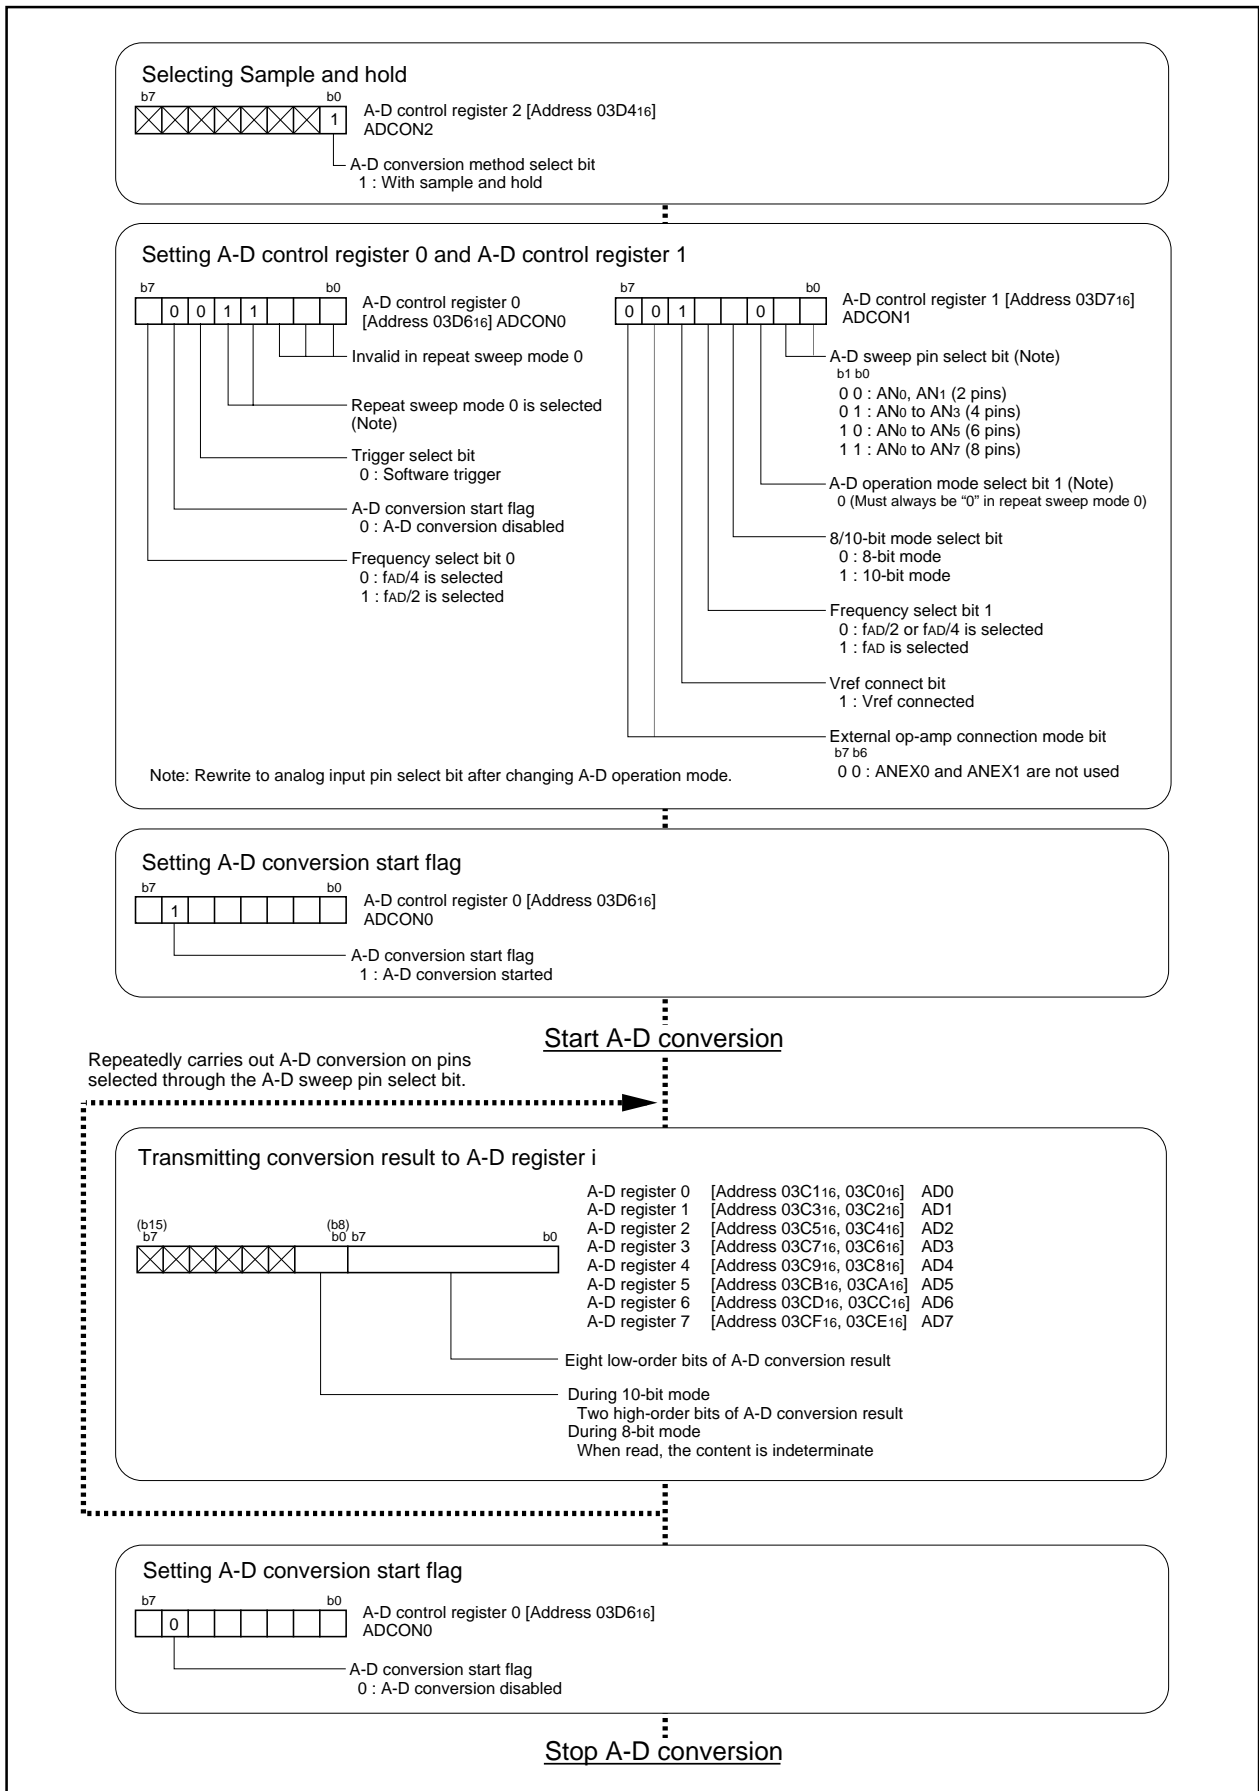 Selecting Sample and hold
b7 b0
1
A-D control register 2 [Address 03D416]
ADCON2
A-D conversion method select bit
1 : With sample and hold
Setting A-D control register 0 and A-D control register 1
b7 b0
0 0 1 1
A-D control register 0
[Address 03D616] ADCON0
Invalid in repeat sweep mode 0
Repeat sweep mode 0 is selected
(Note)
Trigger select bit
0 : Software trigger
A-D conversion start flag
0 : A-D conversion disabled
Frequency select bit 0
0 : fAD/4 is selected
1 : fAD/2 is selected
b7 b0
0 0 1 0
A-D control register 1 [Address 03D716]
ADCON1
A-D sweep pin select bit (Note)
b1 b0
0 0 : AN0, AN1 (2 pins)
0 1 : AN0 to AN3 (4 pins)
1 0 : AN0 to AN5 (6 pins)
1 1 : AN0 to AN7 (8 pins)
A-D operation mode select bit 1 (Note)
0 (Must always be “0” in repeat sweep mode 0)
8/10-bit mode select bit
0 : 8-bit mode
1 : 10-bit mode
Frequency select bit 1
0 : fAD/2 or fAD/4 is selected
1 : fAD is selected
Vref connect bit
1 : Vref connected
External op-amp connection mode bit
b7 b6
0 0 : ANEX0 and ANEX1 are not used
Note: Rewrite to analog input pin select bit after changing A-D operation mode.
Setting A-D conversion start flag
b7 b0
1
A-D control register 0 [Address 03D616]
ADCON0
A-D conversion start flag
1 : A-D conversion started
Start A-D conversion
Repeatedly carries out A-D conversion on pins
selected through the A-D sweep pin select bit.
Transmitting conversion result to A-D register i
(b15) (b8)
b7 b0 b7 b0
A-D register 0 [Address 03C116, 03C016] AD0
A-D register 1 [Address 03C316, 03C216] AD1
A-D register 2 [Address 03C516, 03C416] AD2
A-D register 3 [Address 03C716, 03C616] AD3
A-D register 4 [Address 03C916, 03C816] AD4
A-D register 5 [Address 03CB16, 03CA16] AD5
A-D register 6 [Address 03CD16, 03CC16] AD6
A-D register 7 [Address 03CF16, 03CE16] AD7
Eight low-order bits of A-D conversion result
During 10-bit mode
Two high-order bits of A-D conversion result
During 8-bit mode
When read, the content is indeterminate
Setting A-D conversion start flag
b7 b0
0
A-D control register 0 [Address 03D616]
ADCON0
A-D conversion start flag
0 : A-D conversion disabled
Stop A-D conversion